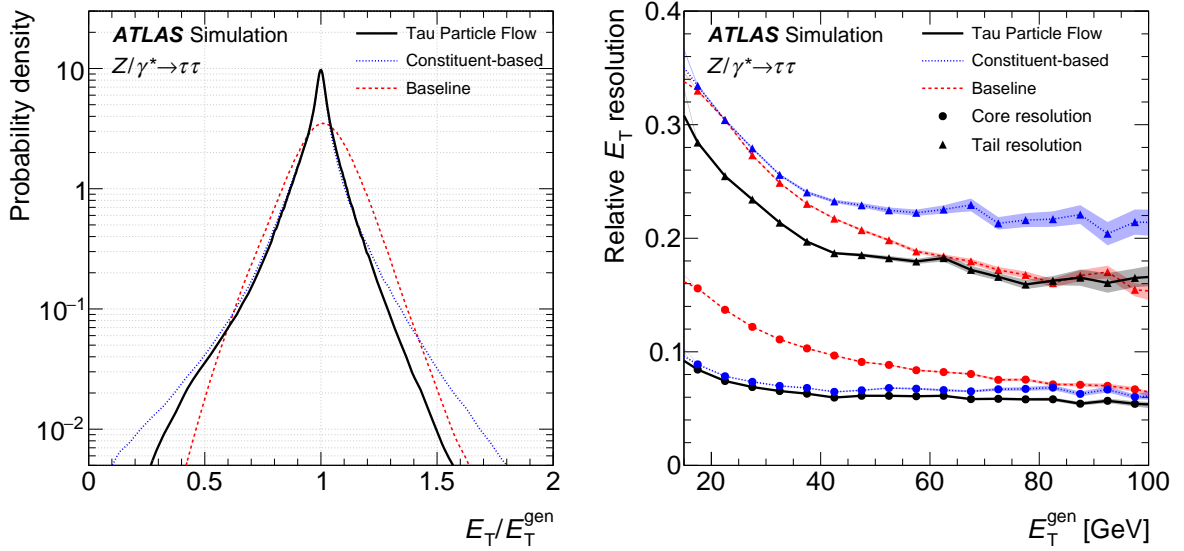 ATLAS Simulation
Z/γ*→ττ
Tau Particle Flow
Constituent-based
Baseline
Probability density
10
1
10⁻¹
10⁻²
0
0.5
1
1.5
2
E_T/E_T^gen
ATLAS Simulation
Z/γ*→ττ
Tau Particle Flow
Constituent-based
Baseline
Core resolution
Tail resolution
Relative E_T resolution
0.4
0.3
0.2
0.1
0
20
40
60
80
100
E_T^gen [GeV]